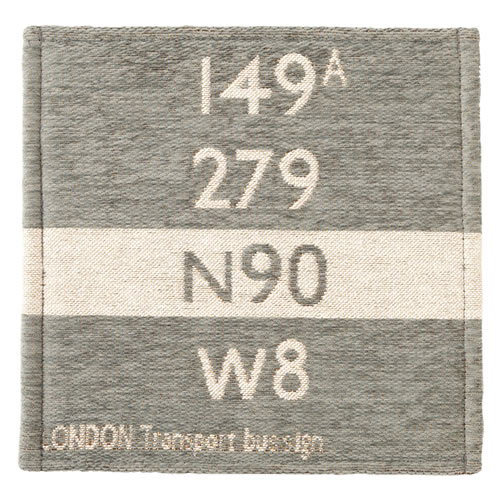 149A
279
N90
W8
LONDON Transport bus sign